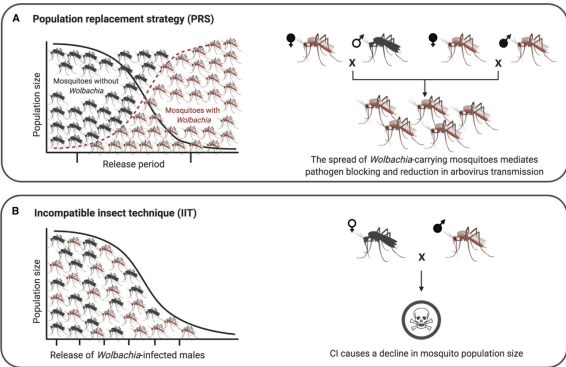 A Population replacement strategy (PRS)
Population size
Mosquitoes without
Wolbachia
Mosquitoes with
Wolbachia
Release period
X
X
The spread of Wolbachia-carrying mosquitoes mediates
pathogen blocking and reduction in arbovirus transmission
B Incompatible insect technique (IIT)
Population size
Release of Wolbachia-infected males
X
CI causes a decline in mosquito population size